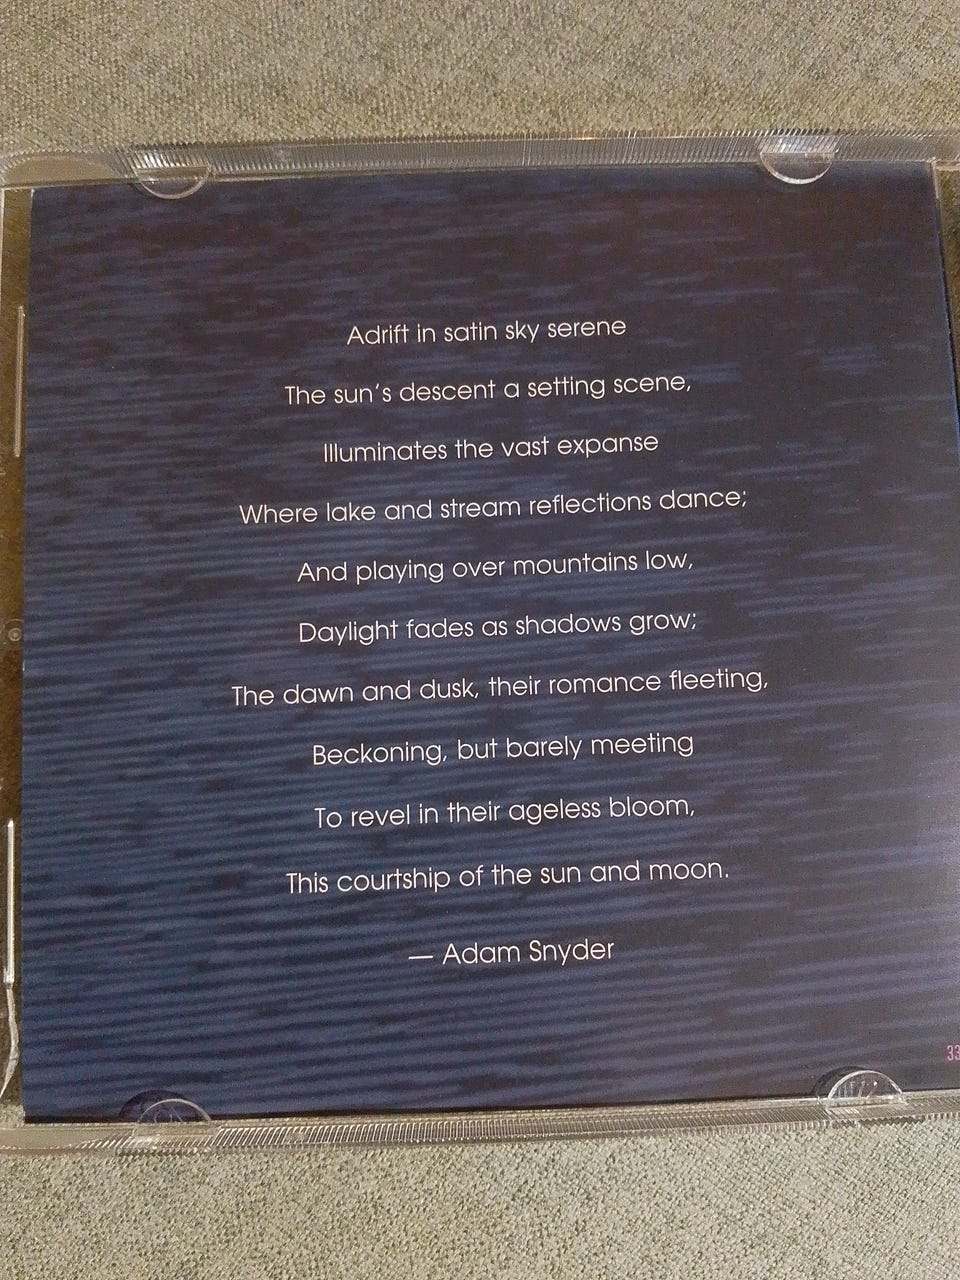 Adrift in satin sky serene
The sun's descent a setting scene,
Illuminates the vast expanse
Where lake and stream reflections dance;
And playing over mountains low,
Daylight fades as shadows grow;
The dawn and dusk, their romance fleeting,
Beckoning, but barely meeting
To revel in their ageless bloom,
This courtship of the sun and moon.
— Adam Snyder